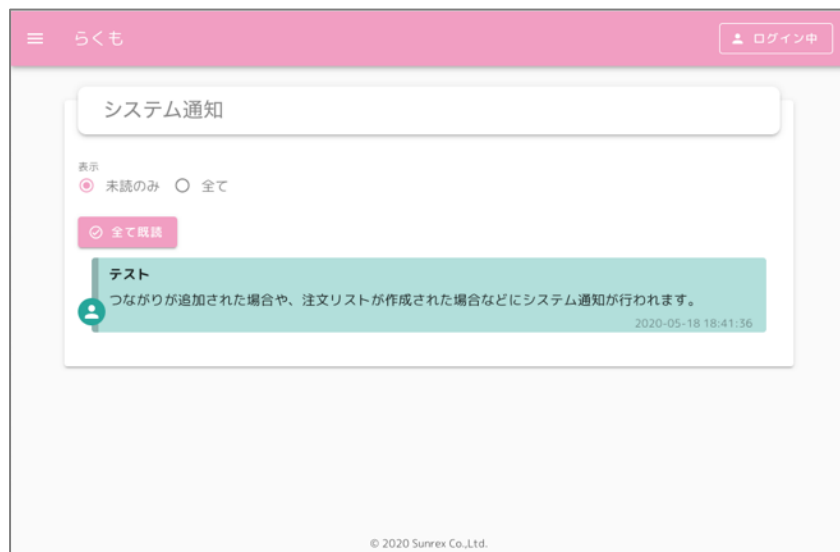 らくも
ログイン中
システム通知
表示
未読のみ 全て
全て既読
テスト
つながりが追加された場合や、注文リストが作成された場合などにシステム通知が行われます。
2020-05-18 18:41:36
© 2020 Sunrex Co.,Ltd.